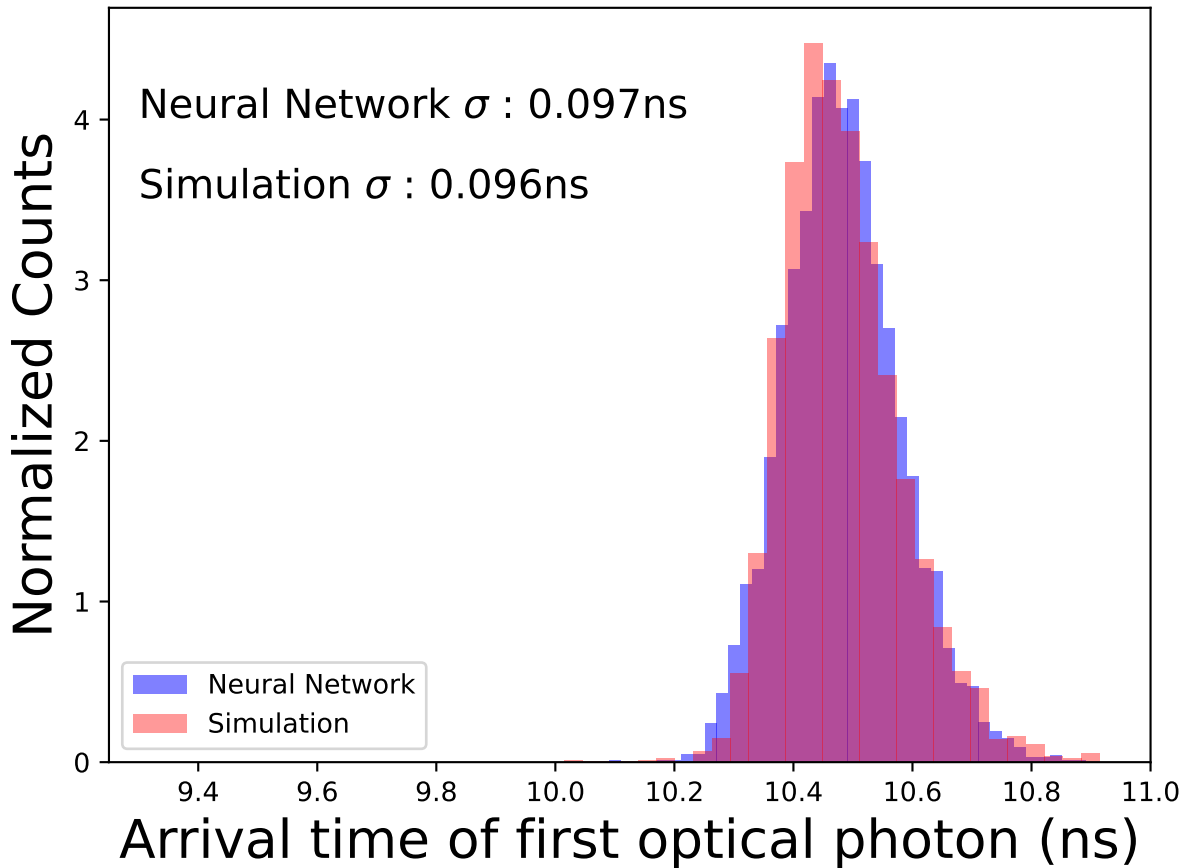 Neural Network σ : 0.097ns
Simulation σ : 0.096ns
Normalized Counts
4
3
2
1
0
Neural Network
Simulation
9.4 9.6 9.8 10.0 10.2 10.4 10.6 10.8 11.0
Arrival time of first optical photon (ns)